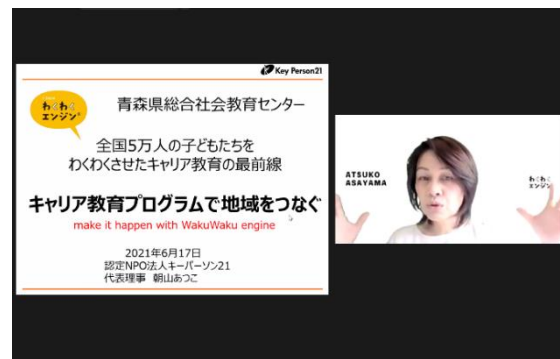 Key Person21
わくわく
エンジン®
青森県総合社会教育センター
全国5万人の子どもたちを
わくわくさせたキャリア教育の最前線
キャリア教育プログラムで地域をつなぐ
make it happen with WakuWaku engine
2021年6月17日
認定NPO法人キーパーソン21
代表理事　朝山あつこ
ATSUKO
ASAYAMA
わくわく
エンジン